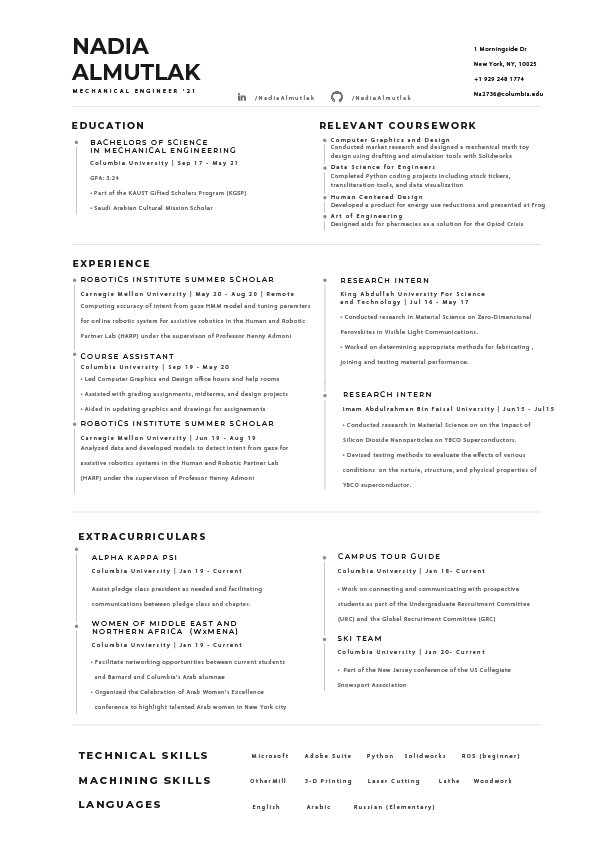 NADIA
ALMUTLAK
MECHANICAL ENGINEER '21
/NadiaAlmutlak
/NadiaAlmutlak
1 Morningside Dr
New York, NY, 10025
+1 929 248 1774
Na2736@columbia.edu
EDUCATION
BACHELORS OF SCIENCE
IN MECHANICAL ENGINEERING
Columbia University | Sep 17 - May 21
GPA: 3.24
• Part of the KAUST Gifted Scholars Program (KGSP)
• Saudi Arabian Cultural Mission Scholar
RELEVANT COURSEWORK
Computer Graphics and Design
Conducted market research and designed a mechanical math toy
design using drafting and simulation tools with Solidworks
Data Science for Engineers
Completed Python coding projects including stock tickers,
transliteration tools, and data visualization
Human Centered Design
Developed a product for energy use reductions and presented at Frog
Art of Engineering
Designed aids for pharmacies as a solution for the Opiod Crisis
EXPERIENCE
ROBOTICS INSTITUTE SUMMER SCHOLAR
Carnegie Mellon University | May 20 - Aug 20 | Remote
Computing accuracy of intent from gaze HMM model and tuning paramters
for online robotic system for assistive robotics in the Human and Robotic
Partner Lab (HARP) under the supervison of Professor Henny Admoni
COURSE ASSISTANT
Columbia University | Sep 19 - May 20
• Led Computer Graphics and Design office hours and help rooms
• Assisted with grading assignments, midterms, and design projects
• Aided in updating graphics and drawings for assignements
ROBOTICS INSTITUTE SUMMER SCHOLAR
Carnegie Mellon University | Jun 19 - Aug 19
Analyzed data and developed models to detect intent from gaze for
assistive robotics systems in the Human and Robotic Partner Lab
(HARP) under the supervison of Professor Henny Admoni
RESEARCH INTERN
King Abdullah University For Science
and Technology | Jul 16 - May 17
• Conducted research in Material Science on Zero-Dimensional
Perovskites in Visible Light Communications.
• Worked on determining appropriate methods for fabricating ,
joining and testing material performance.
RESEARCH INTERN
Imam Abdulrahman Bin Faisal University | Jun15 - Jul15
• Conducted research in Material Science on on the impact of
Silicon Dioxide Nanoparticles on YBCO Superconductors.
• Devised testing methods to evaluate the effects of various
conditions on the nature, structure, and physical properties of
YBCO superconductor.
EXTRACURRICULARS
ALPHA KAPPA PSI
Columbia University | Jan 19 - Current
Assist pledge class president as needed and facilitating
communications between pledge class and chapter.
WOMEN OF MIDDLE EAST AND
NORTHERN AFRICA (WxMENA)
Columbia Unvieristy | Jan 19 - Current
• Facilitate networking opportunities between current students
and Barnard and Columbia's Arab alumnae
• Organized the Celebration of Arab Women's Excellence
conference to highlight talented Arab women in New York city
CAMPUS TOUR GUIDE
Columbia University | Jan 18- Current
• Work on connecting and communicating with prospective
students as part of the Undergraduate Recruitment Committee
(URC) and the Global Recruitment Committee (GRC)
SKI TEAM
Columbia University | Jan 20- Current
• Part of the New Jersey conference of the US Collegiate
Snowsport Association
TECHNICAL SKILLS
Microsoft Adobe Suite Python Solidworks ROS (beginner)
MACHINING SKILLS
OtherMill 3-D Printing Laser Cutting Lathe Woodwork
LANGUAGES
English Arabic Russian (Elementary)